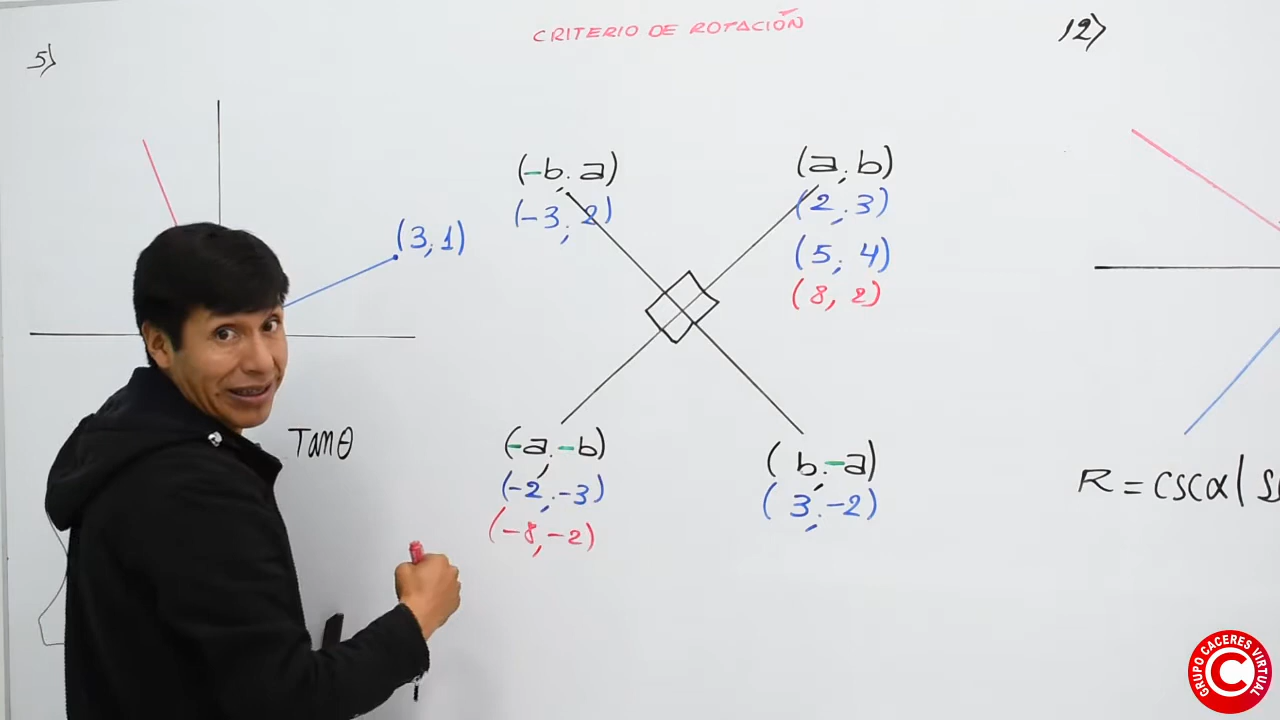 CRITERIO DE ROTACIÓN
5)
(3,1)
Tanθ
(-b, a)
(-3, 2)
(a; b)
(2, 3)
(5; 4)
(8, 2)
(-a, -b)
(-2, -3)
(-8, -2)
(b, -a)
(3, -2)
12)
R = cscα(
GRUPO CACERES VIRTUAL
C